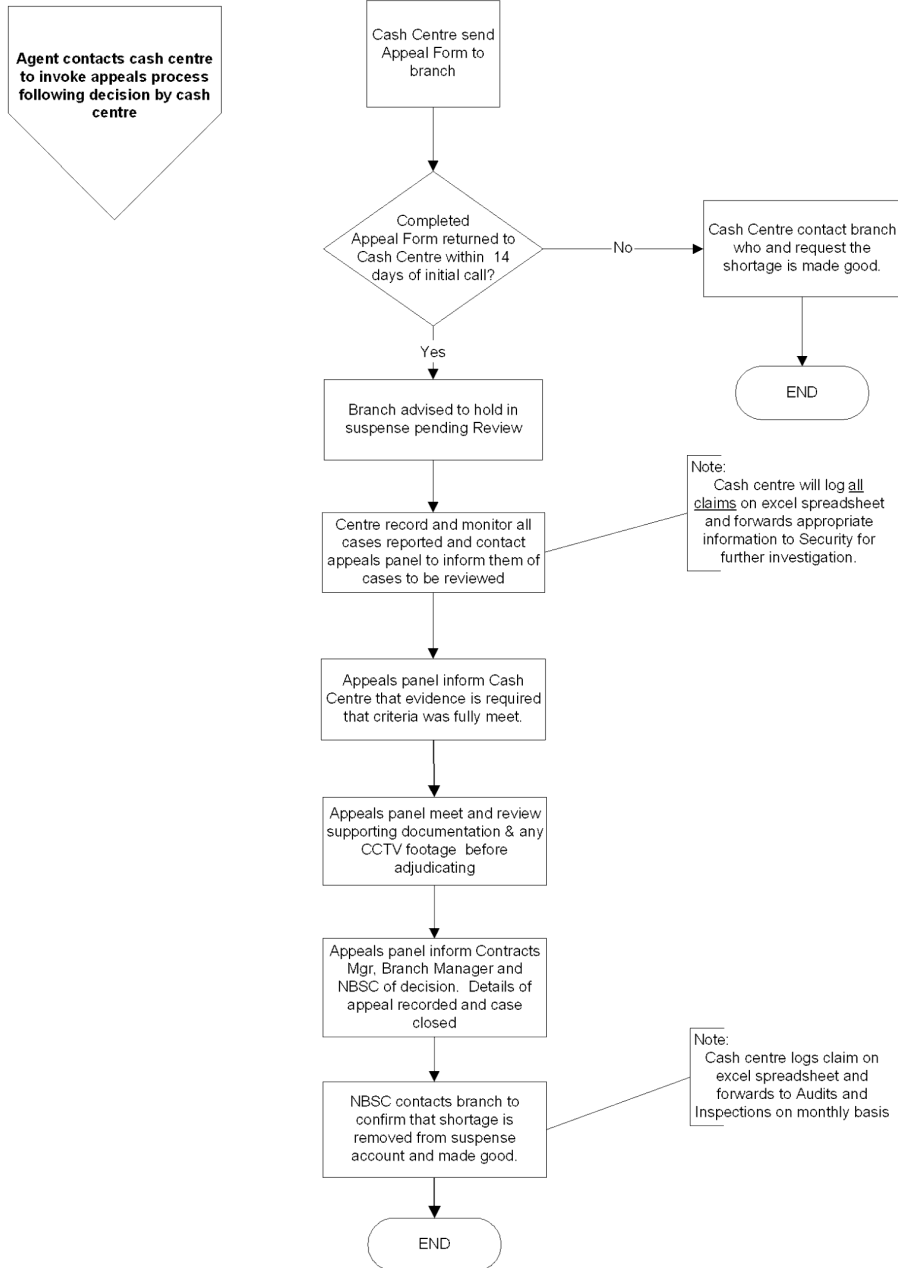 Agent contacts cash centre
to invoke appeals process
following decision by cash
centre
Cash Centre send
Appeal Form to
branch
Completed
Appeal Form returned to
Cash Centre within 14
days of initial call?
No
Cash Centre contact branch
who and request the
shortage is made good.
END
Yes
Branch advised to hold in
suspense pending Review
Note:
Cash centre will log all
claims on excel spreadsheet
and forwards appropriate
information to Security for
further investigation.
Centre record and monitor all
cases reported and contact
appeals panel to inform them of
cases to be reviewed
Appeals panel inform Cash
Centre that evidence is required
that criteria was fully meet.
Appeals panel meet and review
supporting documentation & any
CCTV footage before
adjudicating
Appeals panel inform Contracts
Mgr, Branch Manager and
NBSC of decision. Details of
appeal recorded and case
closed
Note:
Cash centre logs claim on
excel spreadsheet and
forwards to Audits and
Inspections on monthly basis
NBSC contacts branch to
confirm that shortage is
removed from suspense
account and made good.
END